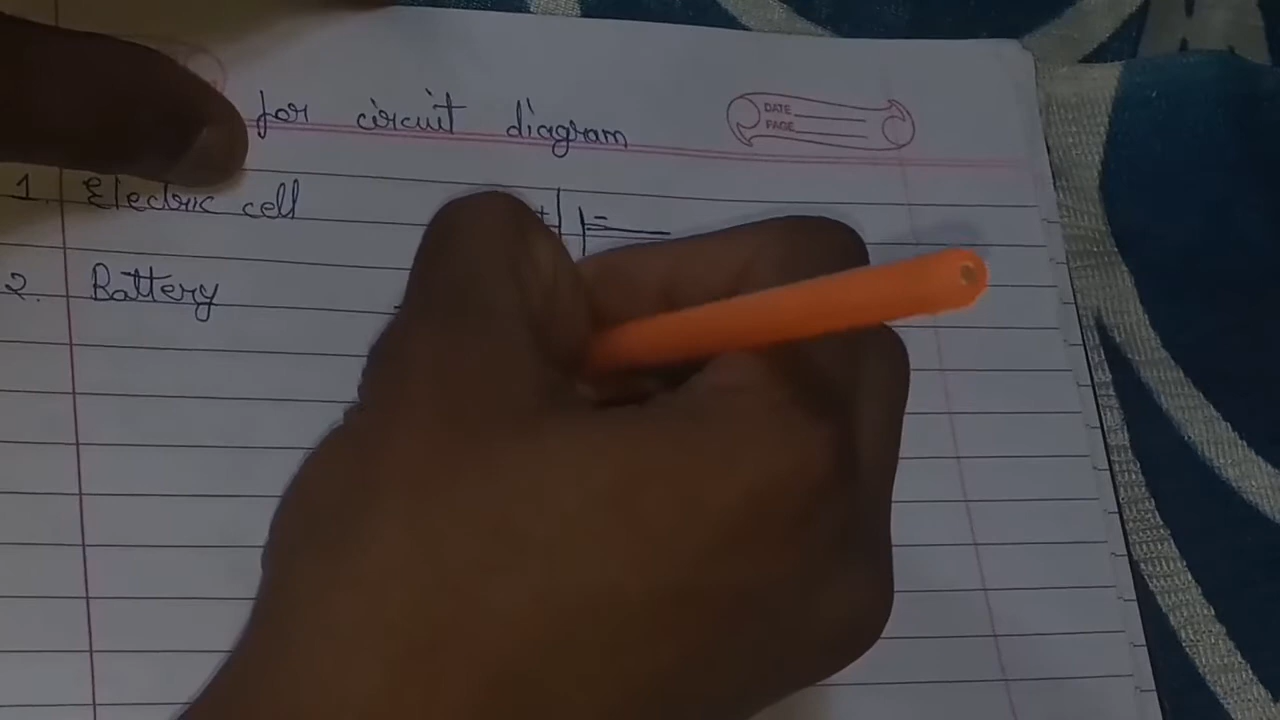 for circuit diagram
DATE
PAGE
1. Electric cell
2. Battery